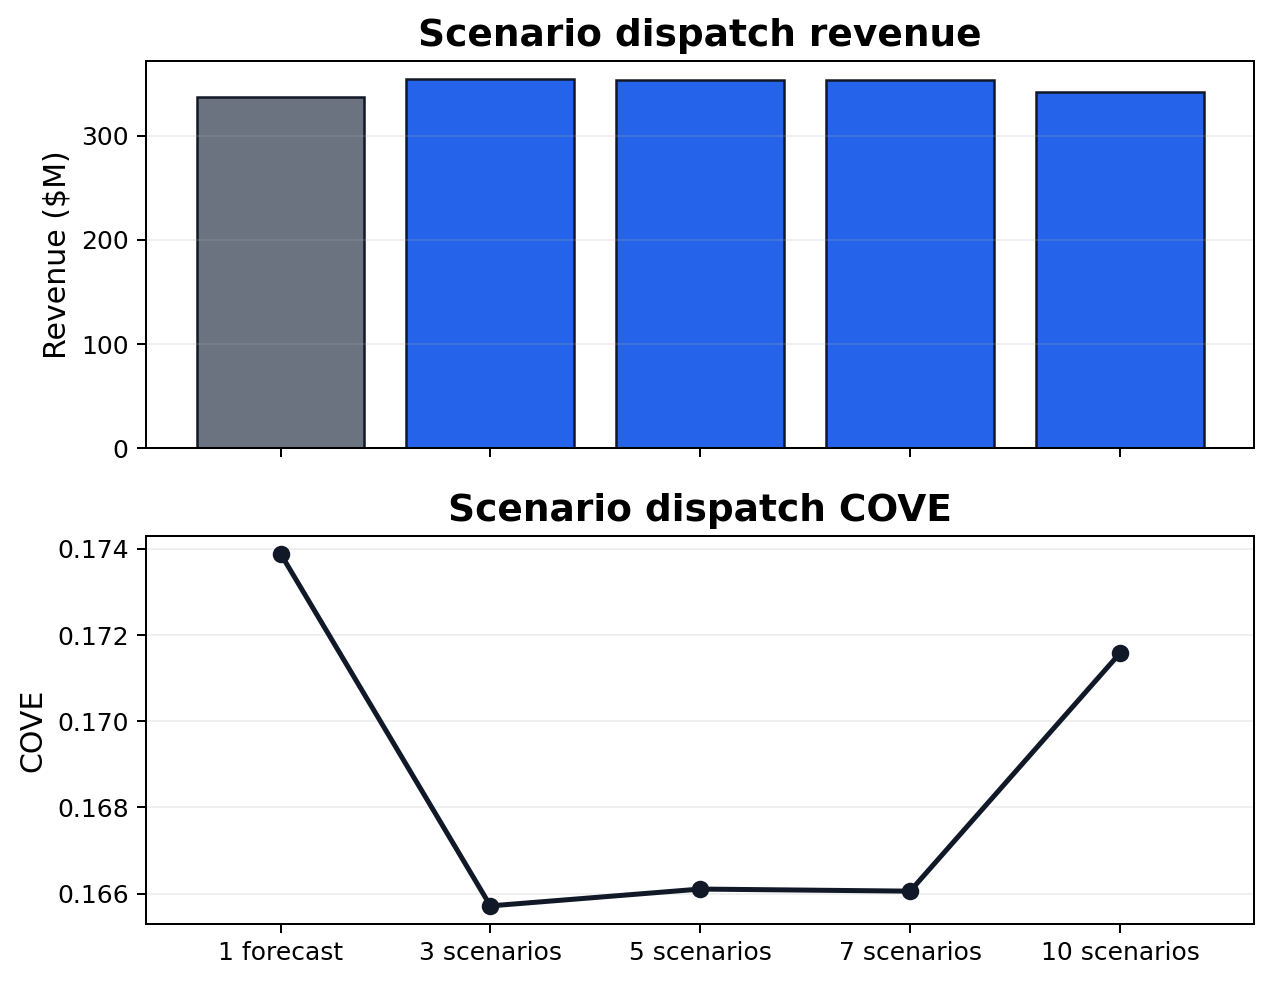 Scenario dispatch revenue
Revenue ($M)
300
200
100
0
Scenario dispatch COVE
COVE
0.174
0.172
0.170
0.168
0.166
1 forecast
3 scenarios
5 scenarios
7 scenarios
10 scenarios